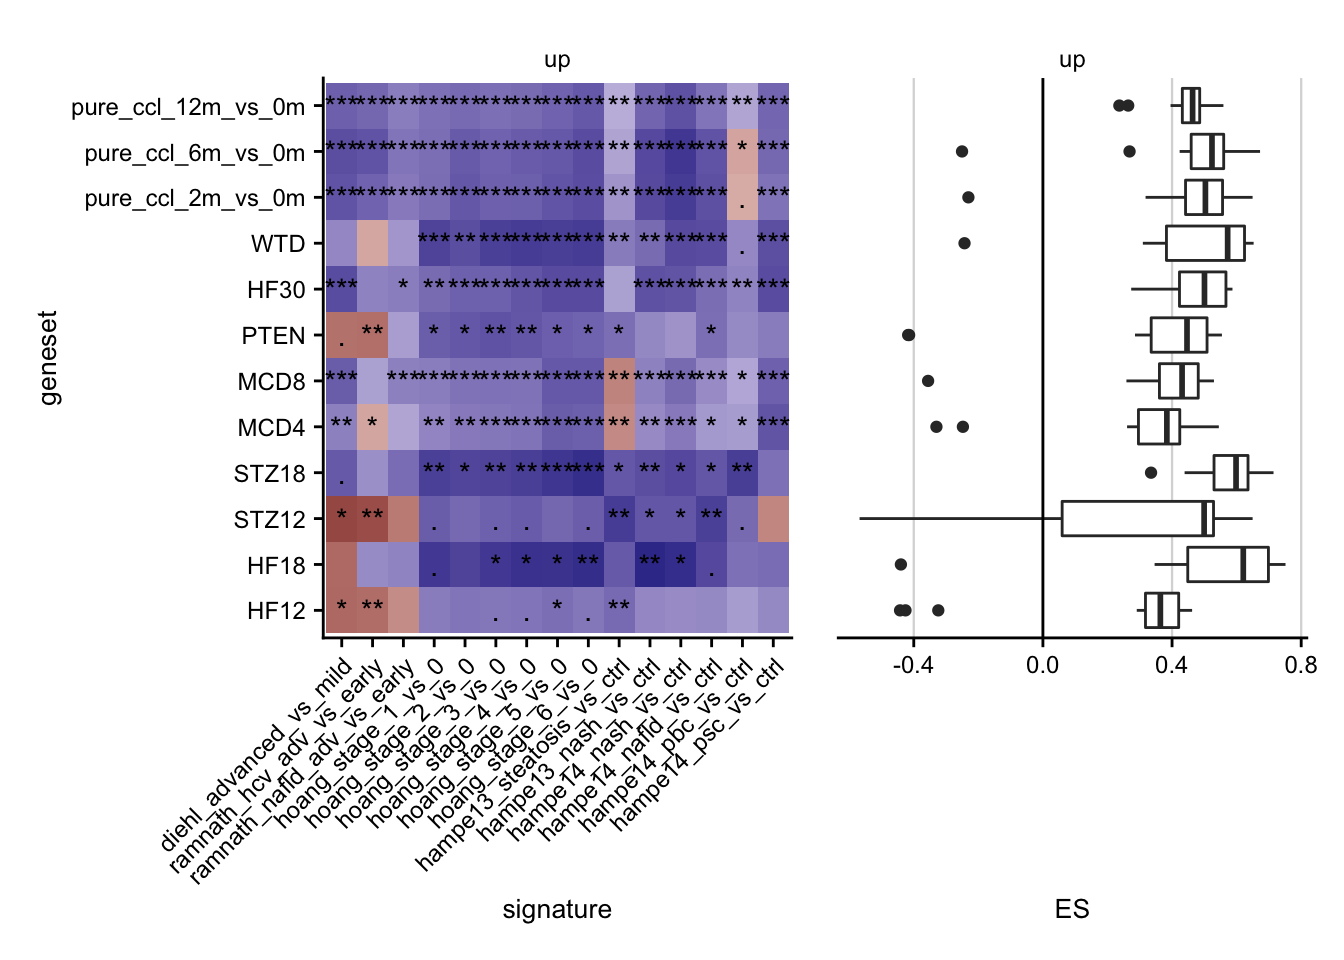 up
up
pure_ccl_12m_vs_0m
pure_ccl_6m_vs_0m
pure_ccl_2m_vs_0m
WTD
HF30
PTEN
MCD8
MCD4
STZ18
STZ12
HF18
HF12
geneset
diehl_advanced_vs_mild
ramnath_hcv_adv_vs_early
ramnath_nafld_adv_vs_early
hoang_stage_1_vs_0
hoang_stage_2_vs_0
hoang_stage_3_vs_0
hoang_stage_4_vs_0
hoang_stage_5_vs_0
hoang_stage_6_vs_0
hampe13_steatosis_vs_ctrl
hampe13_nash_vs_ctrl
hampe14_nash_vs_ctrl
hampe14_nafld_vs_ctrl
hampe14_pbc_vs_ctrl
hampe14_psc_vs_ctrl
signature
-0.4 0.0 0.4 0.8
ES